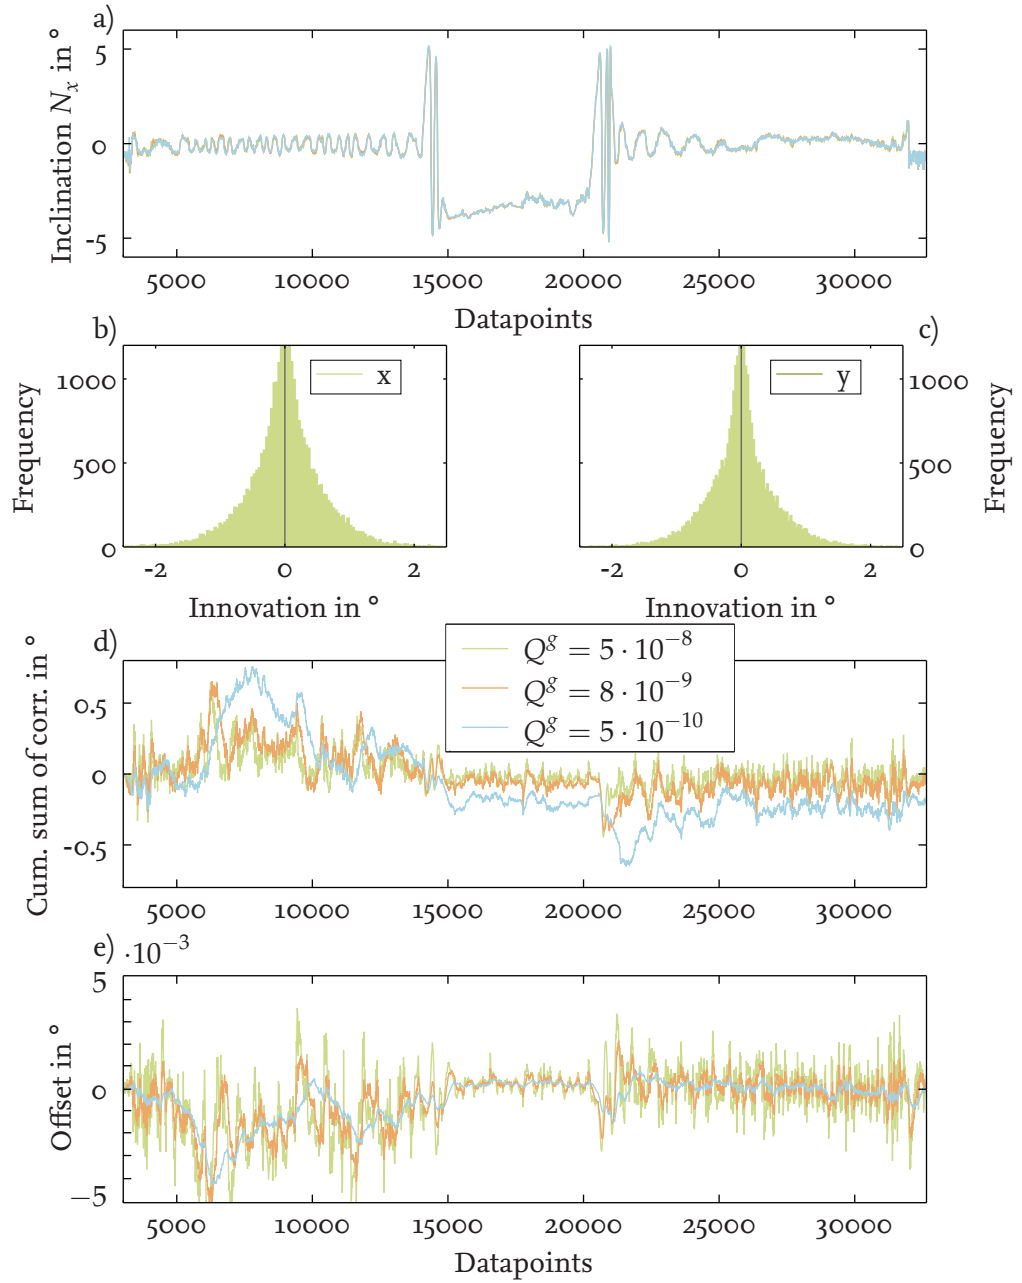 a)
Inclination Nₓ in °
5
0
-5
5000 10000 15000 20000 25000 30000
Datapoints
b)
Frequency
1000
500
0
x
-2 0 2
Innovation in °
c)
Frequency
1000
500
0
y
-2 0 2
Innovation in °
d)
Cum. sum of corr. in °
0.5
0
-0.5
Q^g = 5 · 10⁻⁸
Q^g = 8 · 10⁻⁹
Q^g = 5 · 10⁻¹⁰
5000 10000 15000 20000 25000 30000
e) ·10⁻³
Offset in °
5
0
−5
5000 10000 15000 20000 25000 30000
Datapoints